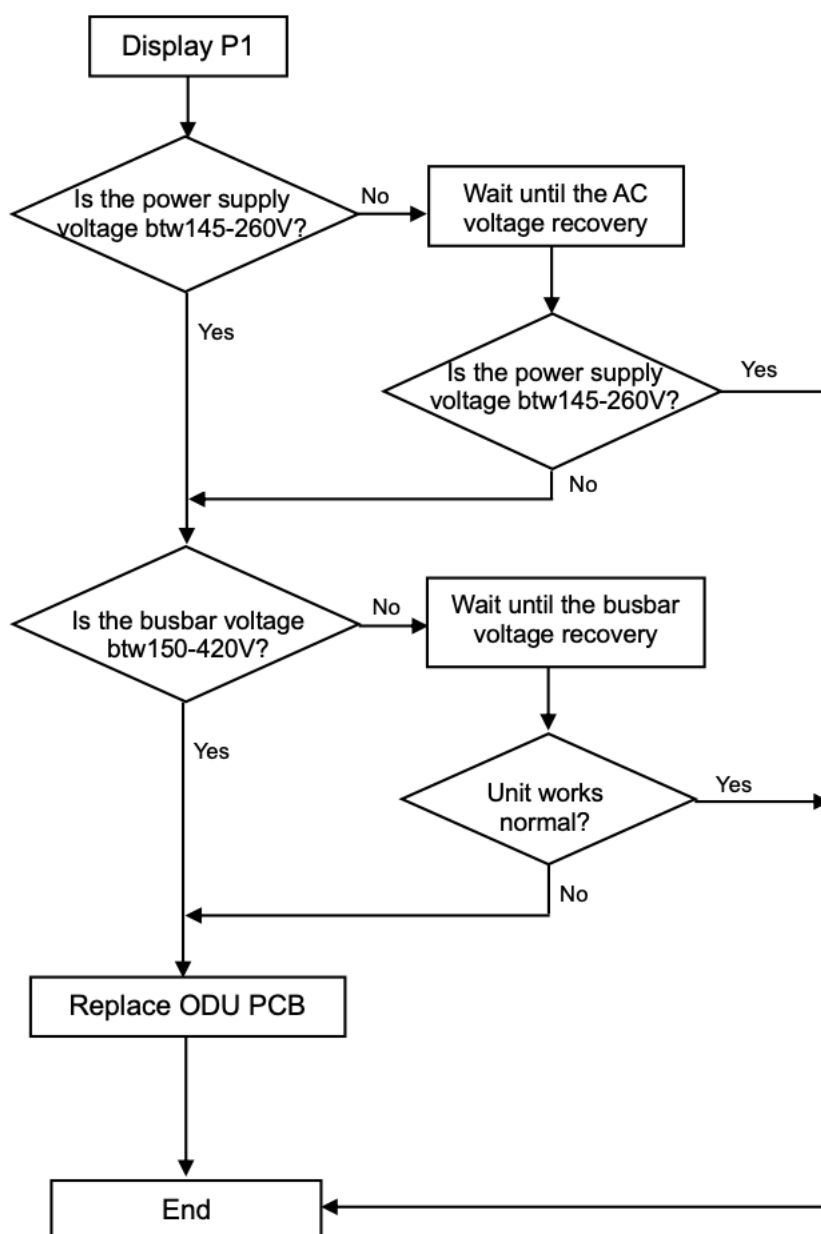 Display P1
Is the power supply
voltage btw145-260V?
No
Wait until the AC
voltage recovery
Yes
Is the power supply
voltage btw145-260V?
Yes
No
Is the busbar voltage
btw150-420V?
No
Wait until the busbar
voltage recovery
Yes
Unit works
normal?
Yes
No
Replace ODU PCB
End